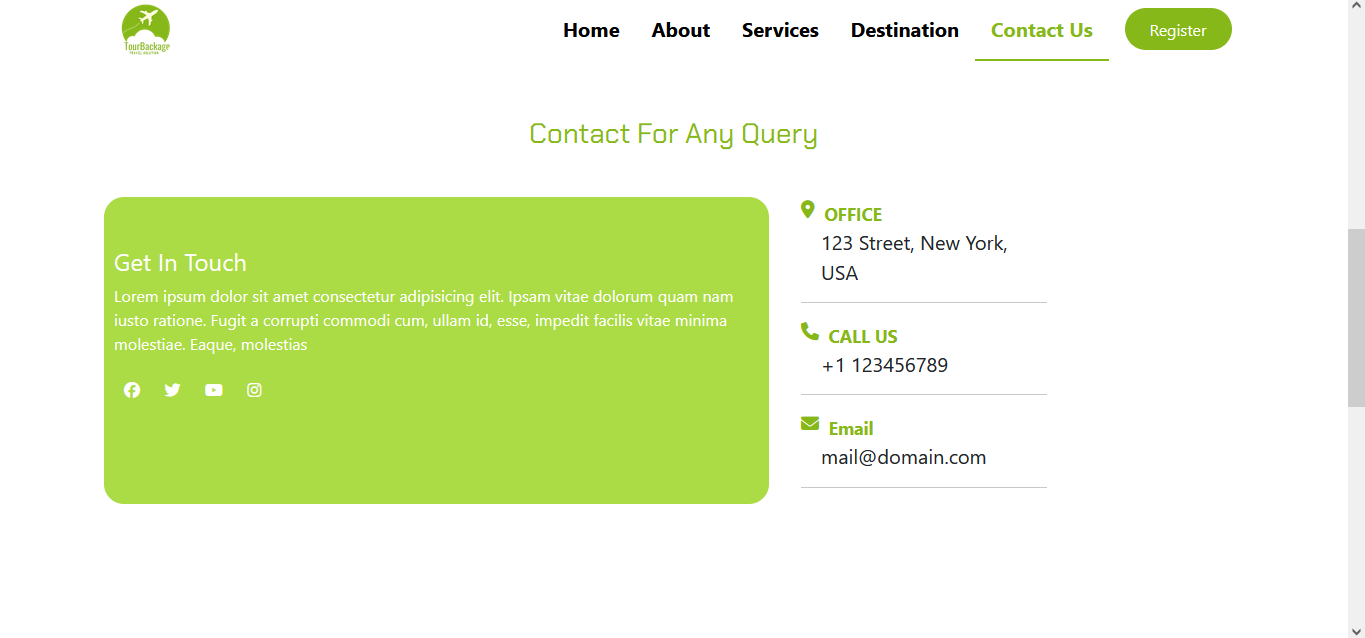 TourBackage
Home About Services Destination Contact Us Register
Contact For Any Query
Get In Touch
Lorem ipsum dolor sit amet consectetur adipisicing elit. Ipsam vitae dolorum quam nam
iusto ratione. Fugit a corrupti commodi cum, ullam id, esse, impedit facilis vitae minima
molestiae. Eaque, molestias
OFFICE
123 Street, New York,
USA
CALL US
+1 123456789
Email
mail@domain.com